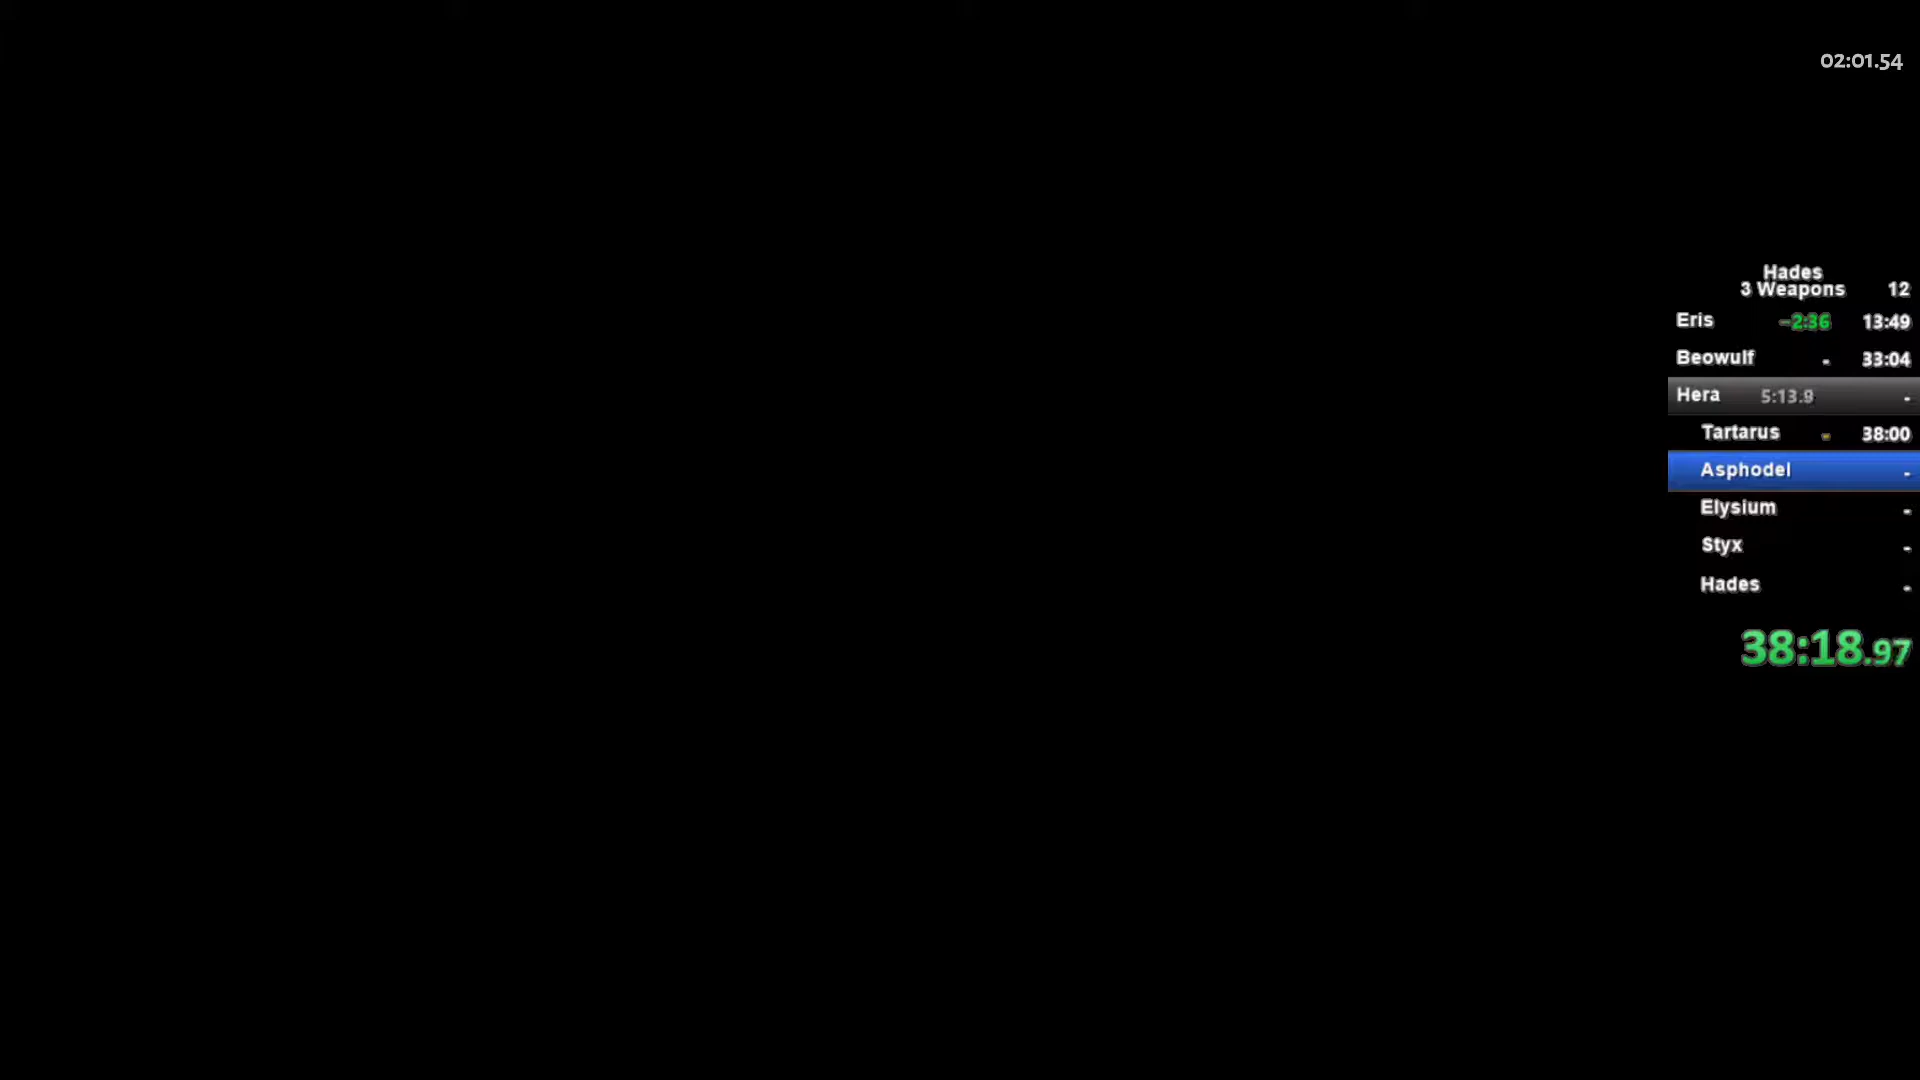 02:01.54
Hades
3 Weapons 12
Eris -2:36 13:49
Beowulf - 33:04
Hera 5:13.9 -
Tartarus - 38:00
Asphodel -
Elysium -
Styx -
Hades -
38:18.97